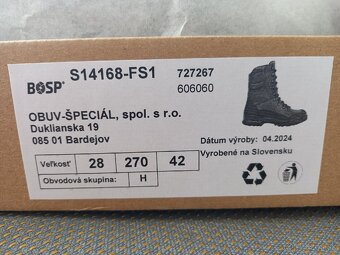 BOSP® S14168-FS1 727267
606060
OBUV-ŠPECIÁL, spol. s r.o.
Duklianska 19
085 01 Bardejov
Dátum výroby: 04.2024
Vyrobené na Slovensku
Veľkosť 28 270 42
Obvodová skupina: H